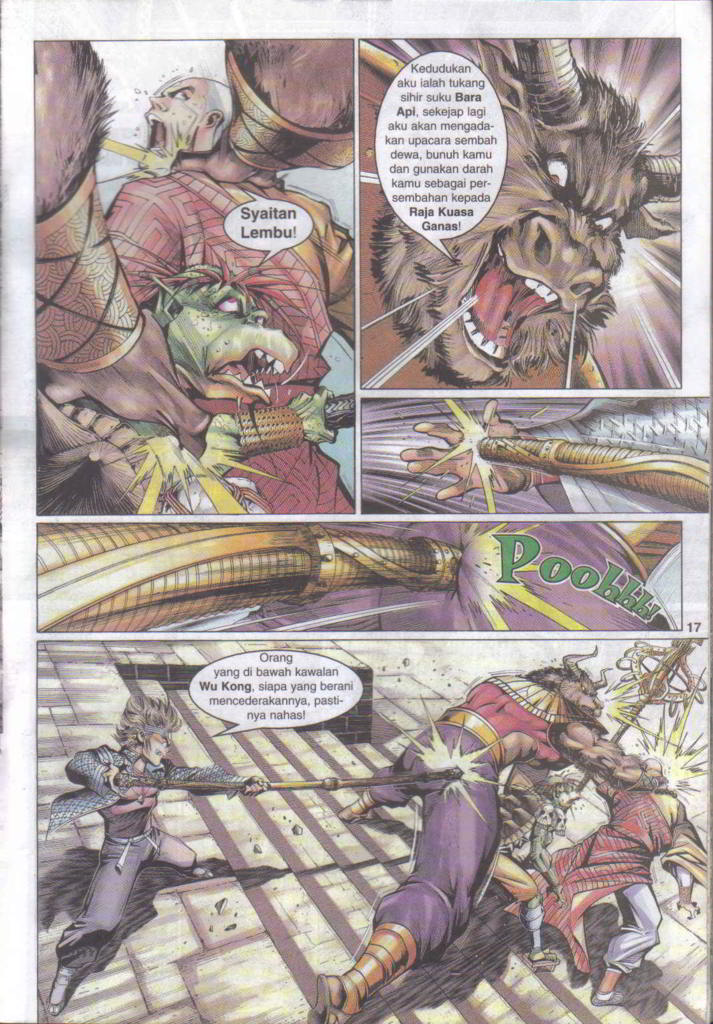 Syaitan
Lembu!
Kedudukan
aku ialah tukang
sihir suku Bara
Api, sekejap lagi
aku akan mengada-
kan upacara sembah
dewa, bunuh kamu
dan gunakan darah
kamu sebagai per-
sembahan kepada
Raja Kuasa
Ganas!
Poohhh!
17
Orang
yang di bawah kawalan
Wu Kong, siapa yang berani
mencederakannya, pasti-
nya nahas!